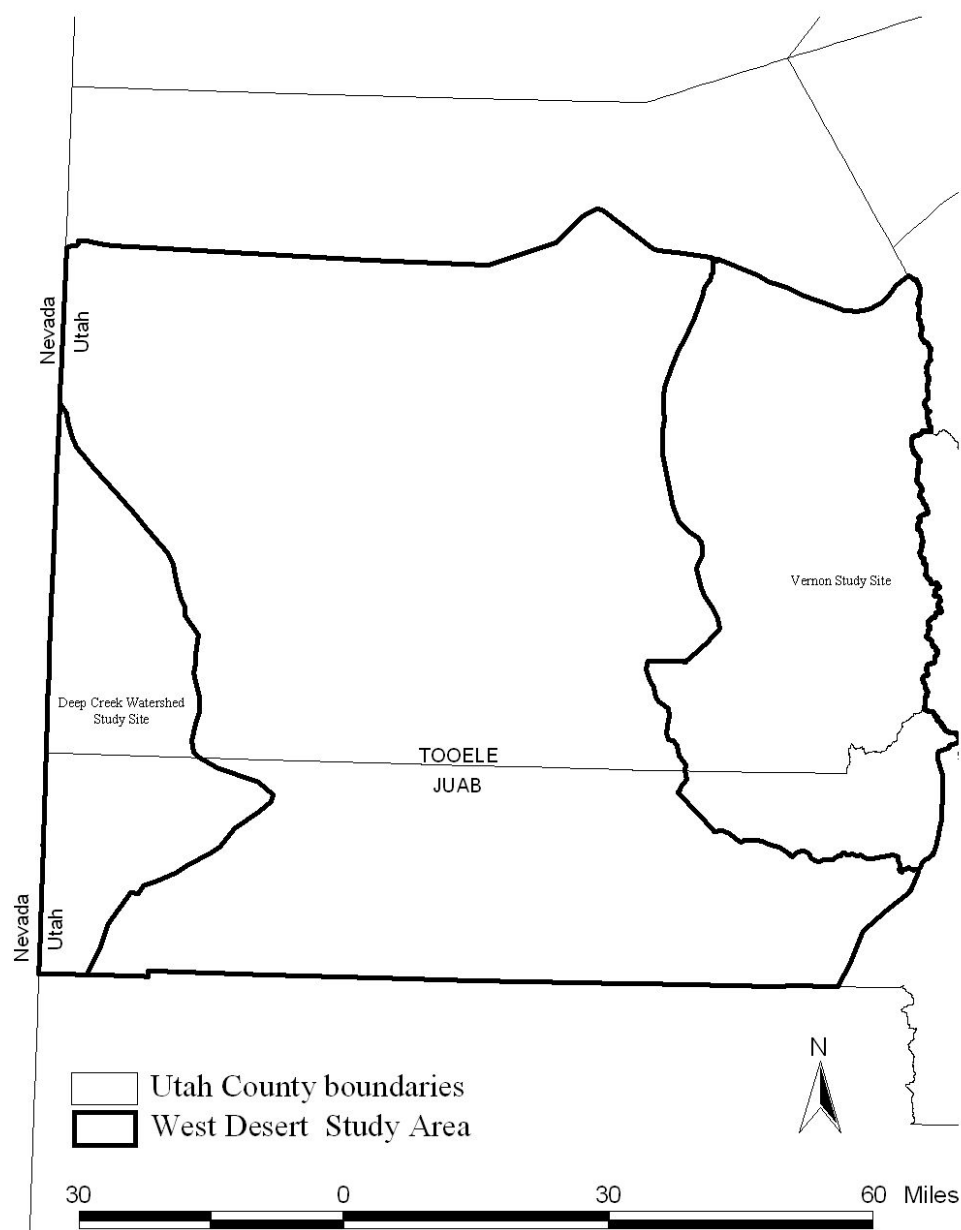 Nevada
Utah
Vernon Study Site
Deep Creek Watershed
Study Site
TOOELE
JUAB
Nevada
Utah
N
Utah County boundaries
West Desert Study Area
30 0 30 60 Miles